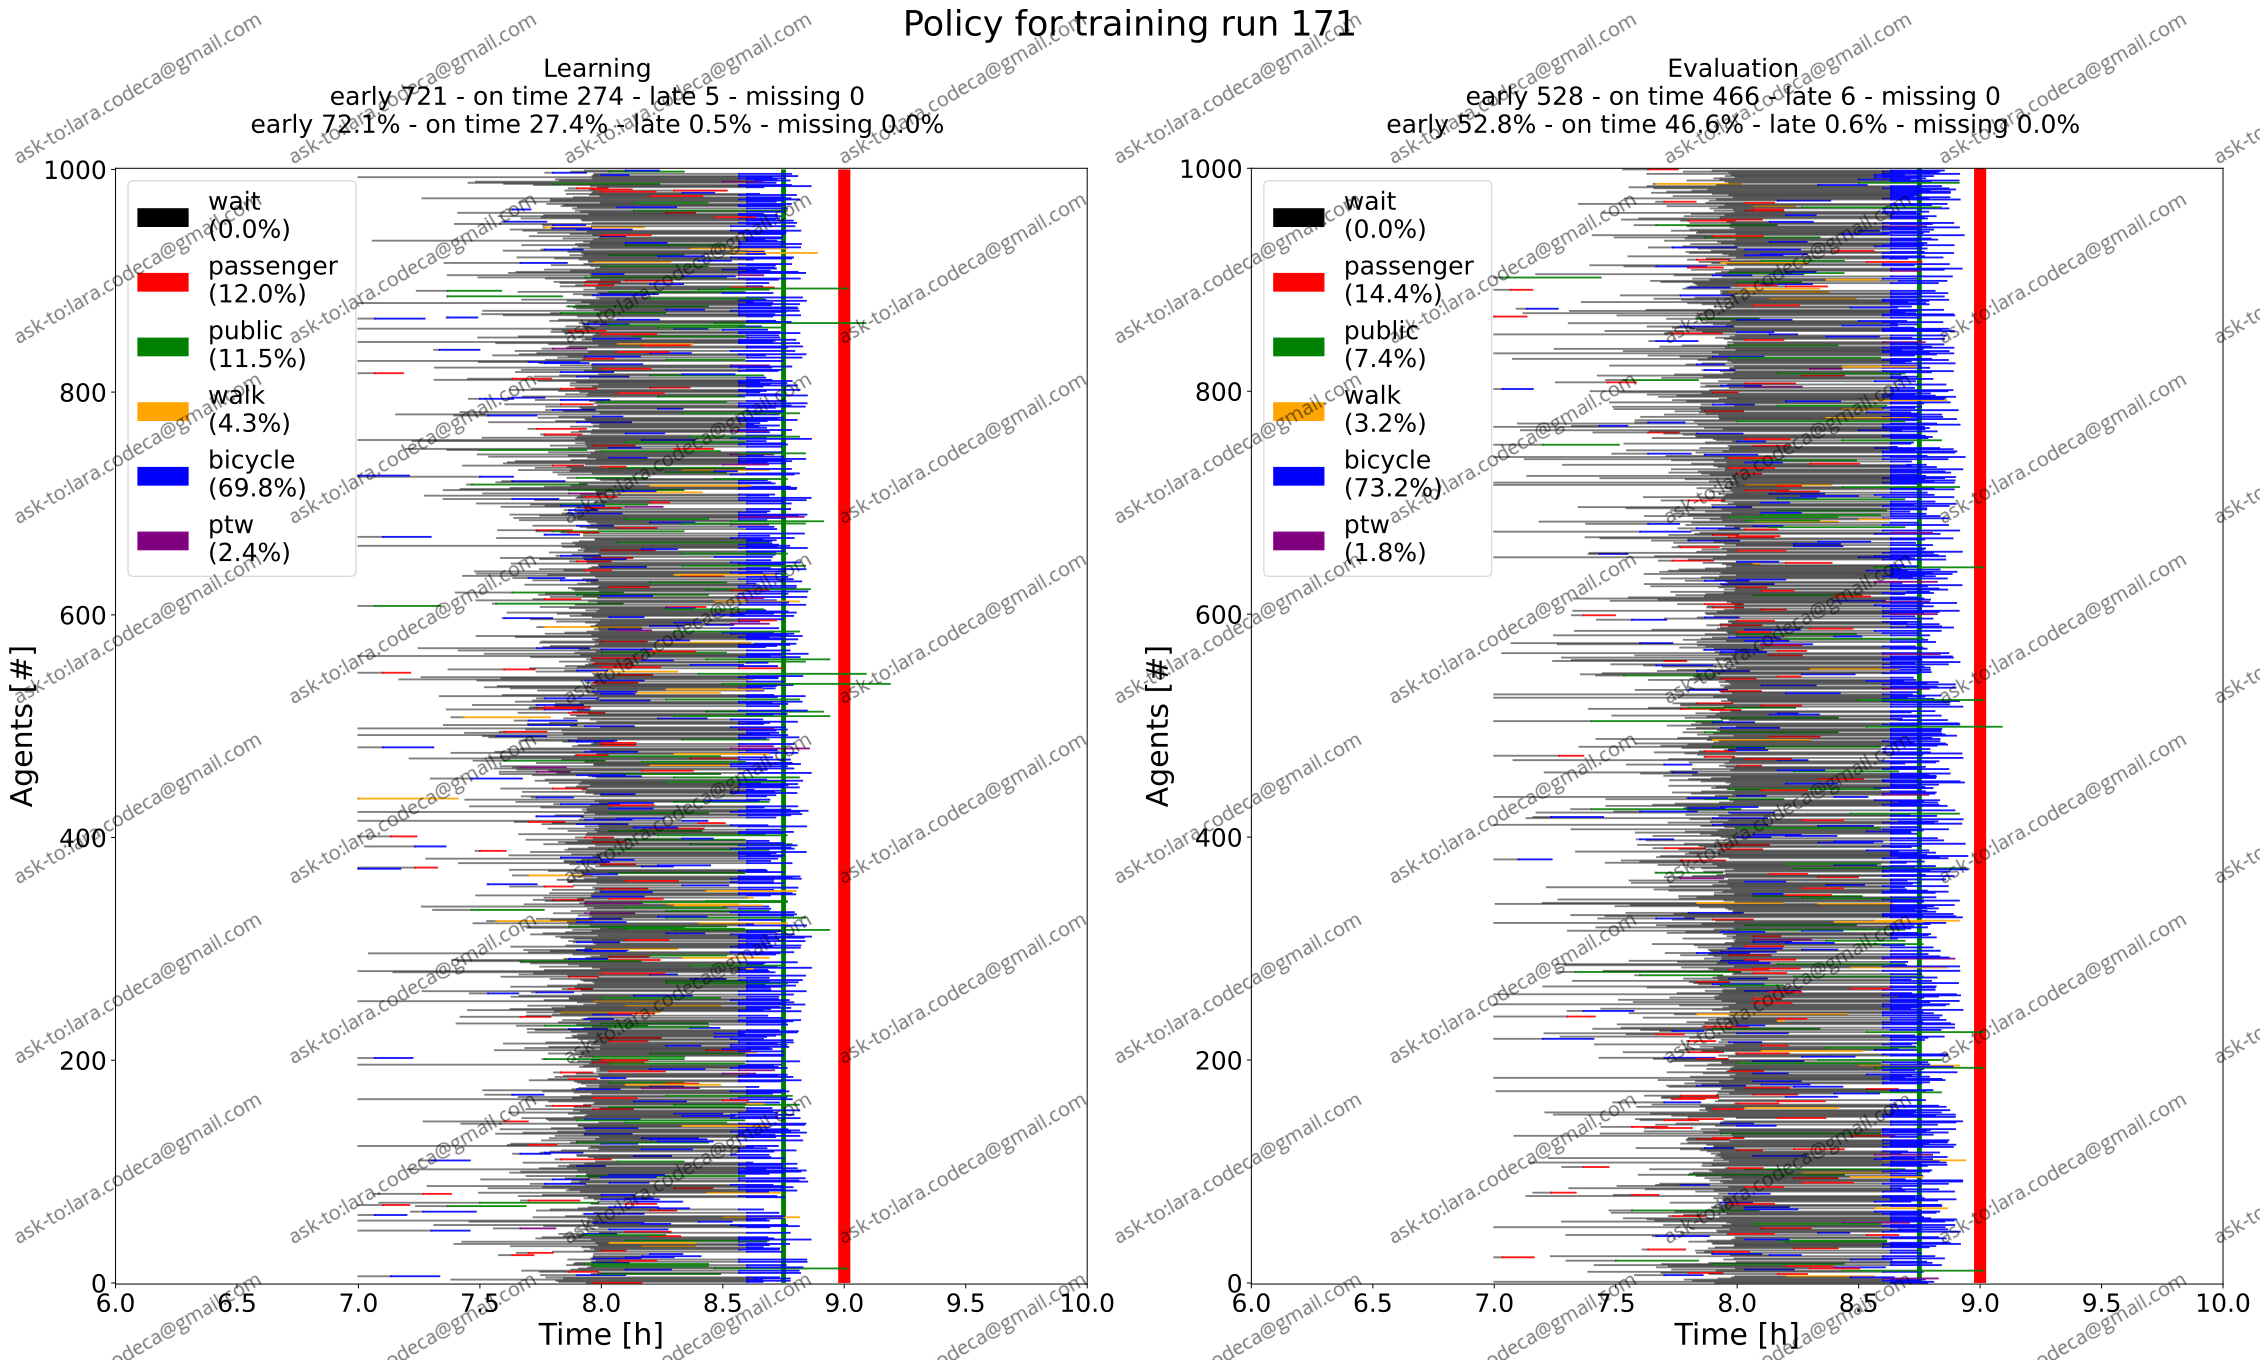 Policy for training run 171
Learning
early 721 - on time 274 - late 5 - missing 0
early 72.1% - on time 27.4% - late 0.5% - missing 0.0%
1000
800
600
400
200
0
Agents [#]
wait
(0.0%)
passenger
(12.0%)
public
(11.5%)
walk
(4.3%)
bicycle
(69.8%)
ptw
(2.4%)
6.0 6.5 7.0 7.5 8.0 8.5 9.0 9.5 10.0
Time [h]
Evaluation
early 528 - on time 466 - late 6 - missing 0
early 52.8% - on time 46.6% - late 0.6% - missing 0.0%
1000
800
600
400
200
0
Agents [#]
wait
(0.0%)
passenger
(14.4%)
public
(7.4%)
walk
(3.2%)
bicycle
(73.2%)
ptw
(1.8%)
6.0 6.5 7.0 7.5 8.0 8.5 9.0 9.5 10.0
Time [h]
ask-to:lara.codeca@gmail.com